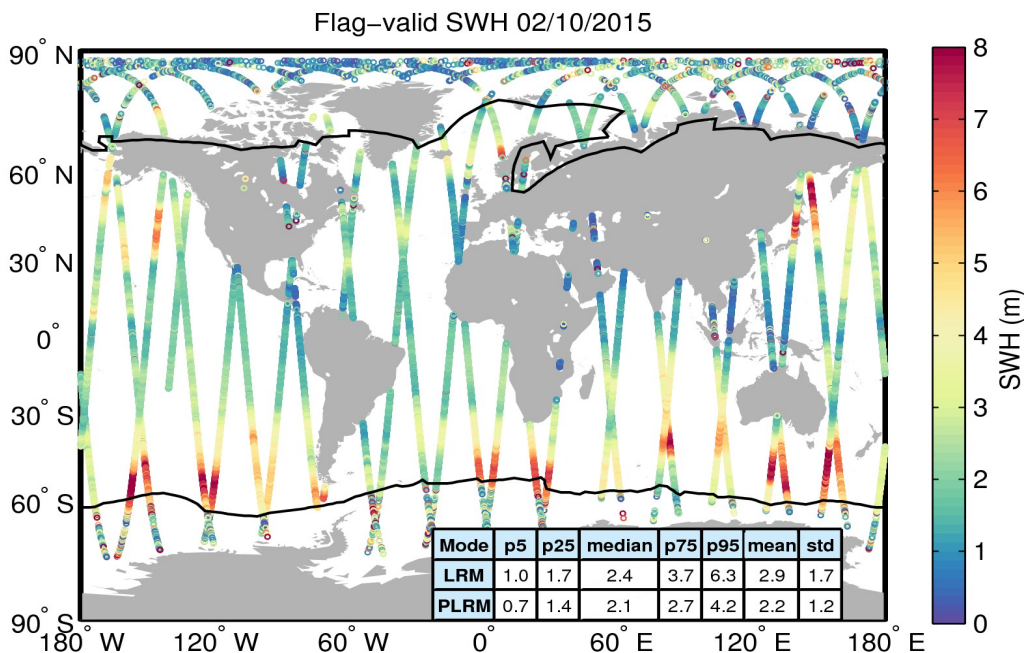 Flag−valid SWH 02/10/2015
90° N
60° N
30° N
0°
30° S
60° S
90° S
180° W
120° W
60° W
0°
60° E
120° E
180° E
8
7
6
5
4
3
2
1
0
SWH (m)
Mode p5 p25 median p75 p95 mean std
LRM 1.0 1.7 2.4 3.7 6.3 2.9 1.7
PLRM 0.7 1.4 2.1 2.7 4.2 2.2 1.2